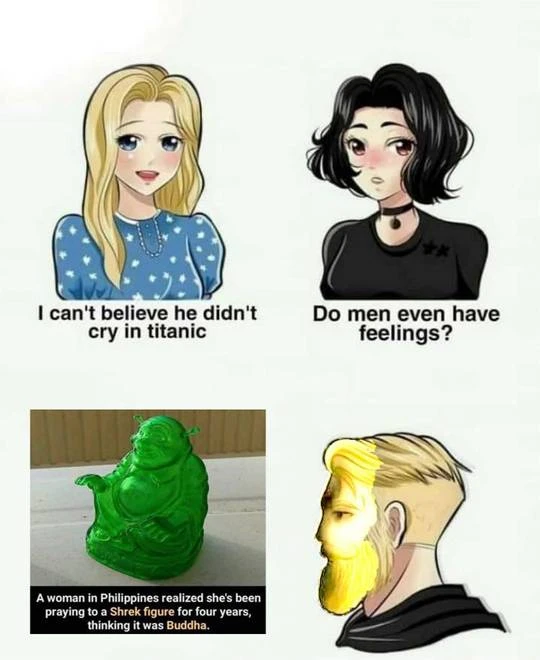 I can't believe he didn't
cry in titanic
Do men even have
feelings?
A woman in Philippines realized she's been
praying to a Shrek figure for four years,
thinking it was Buddha.